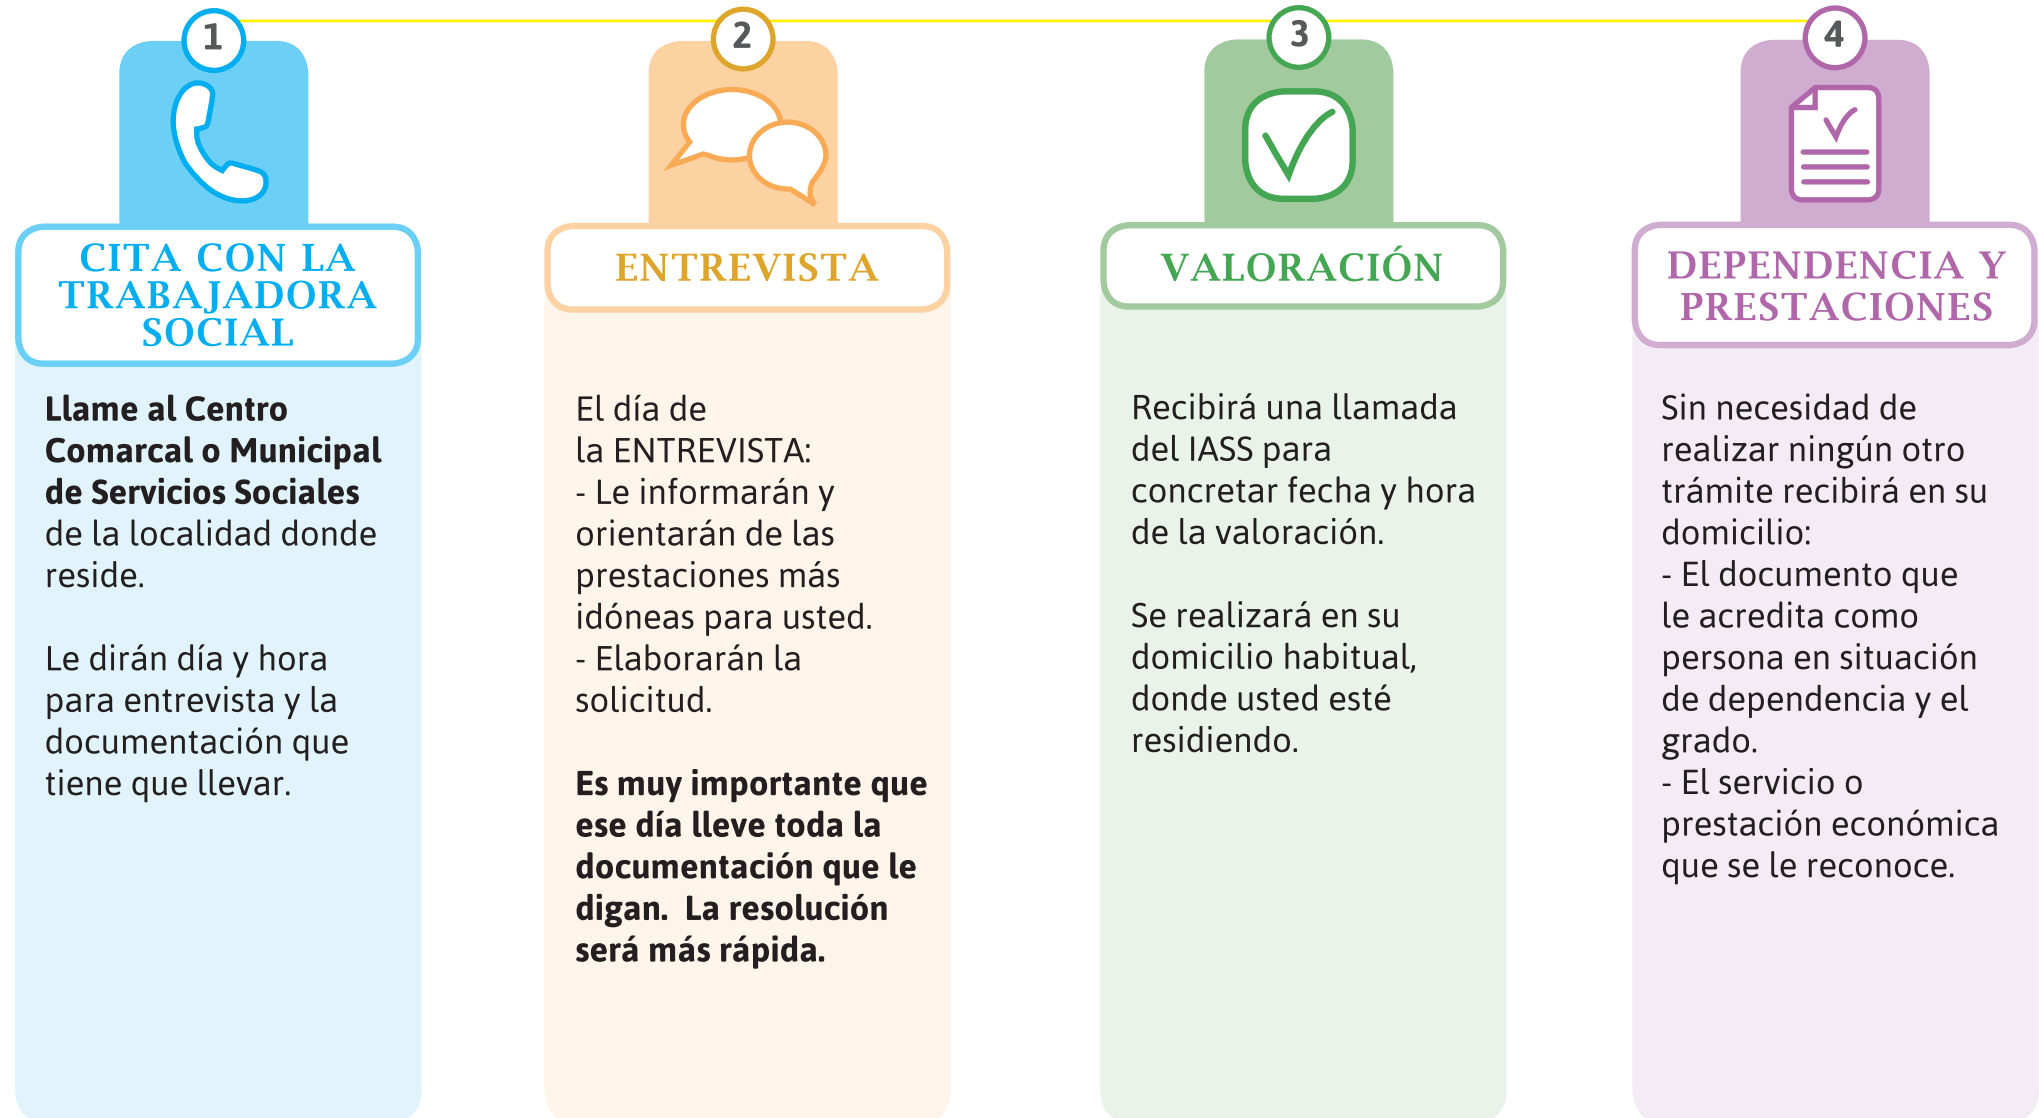 1
CITA CON LA
TRABAJADORA
SOCIAL
Llame al Centro
Comarcal o Municipal
de Servicios Sociales
de la localidad donde
reside.
Le dirán día y hora
para entrevista y la
documentación que
tiene que llevar.
2
ENTREVISTA
El día de
la ENTREVISTA:
- Le informarán y
orientarán de las
prestaciones más
idóneas para usted.
- Elaborarán la
solicitud.
Es muy importante que
ese día lleve toda la
documentación que le
digan.  La resolución
será más rápida.
3
VALORACIÓN
Recibirá una llamada
del IASS para
concretar fecha y hora
de la valoración.
Se realizará en su
domicilio habitual,
donde usted esté
residiendo.
4
DEPENDENCIA Y
PRESTACIONES
Sin necesidad de
realizar ningún otro
trámite recibirá en su
domicilio:
- El documento que
le acredita como
persona en situación
de dependencia y el
grado.
- El servicio o
prestación económica
que se le reconoce.